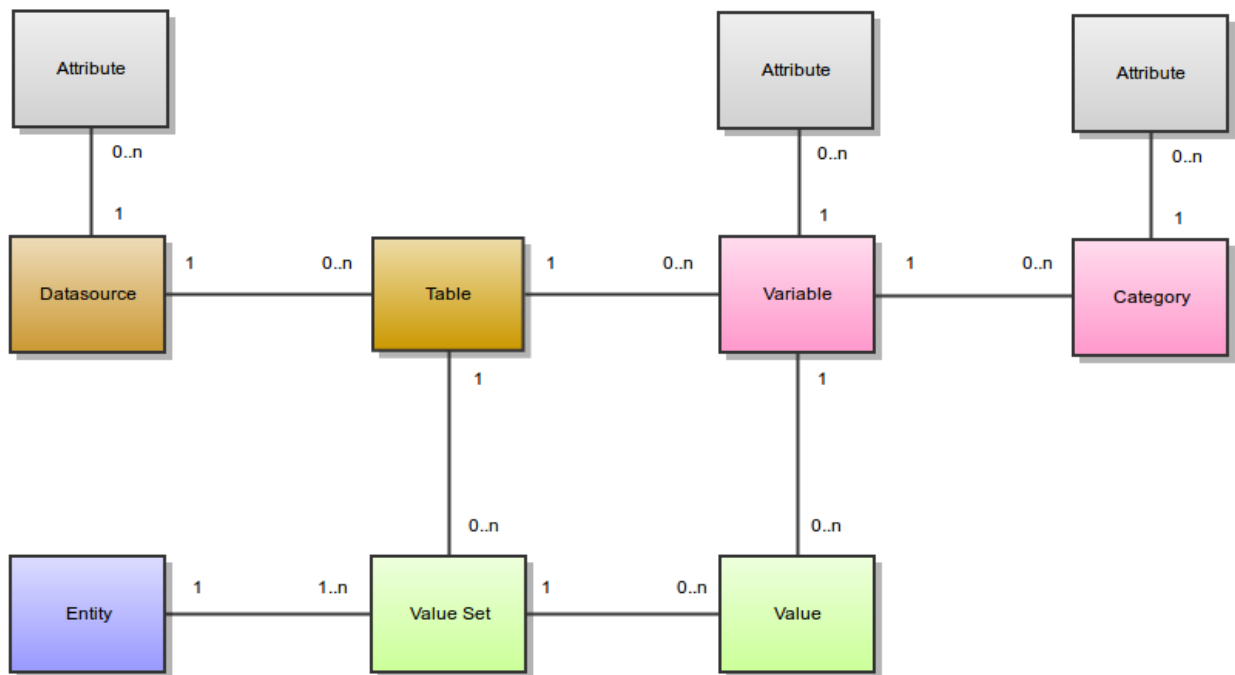 Attribute
Attribute
Attribute
0..n
0..n
0..n
1
1
1
Datasource
1
0..n
Table
1
0..n
Variable
1
0..n
Category
1
1
0..n
0..n
Entity
1
1..n
Value Set
1
0..n
Value